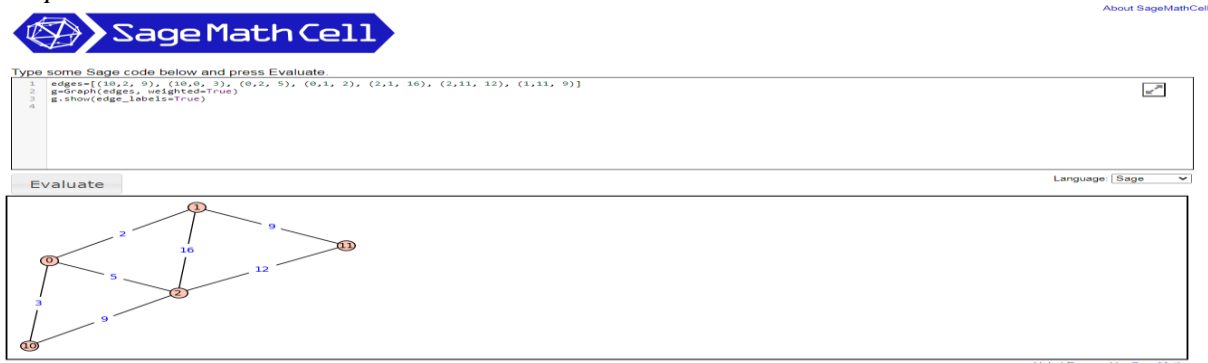 About SageMathCell
SageMathCell
Type some Sage code below and press Evaluate.
1 edges=[(10,2, 9), (10,0, 3), (0,2, 5), (0,1, 2), (2,1, 16), (2,11, 12), (1,11, 9)]
2 g=Graph(edges, weighted=True)
3 g.show(edge_labels=True)
4
Evaluate
Language: Sage
1
2
9
16
11
0
5
12
2
3
9
10